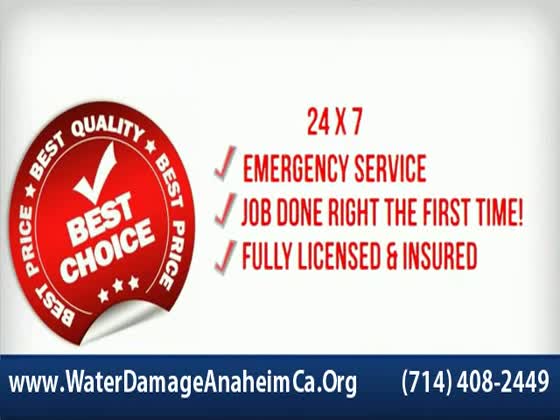 BEST PRICE ★ BEST QUALITY ★ BEST PRICE
BEST
CHOICE
24 X 7
EMERGENCY SERVICE
JOB DONE RIGHT THE FIRST TIME!
FULLY LICENSED & INSURED
www.WaterDamageAnaheimCa.Org (714) 408-2449